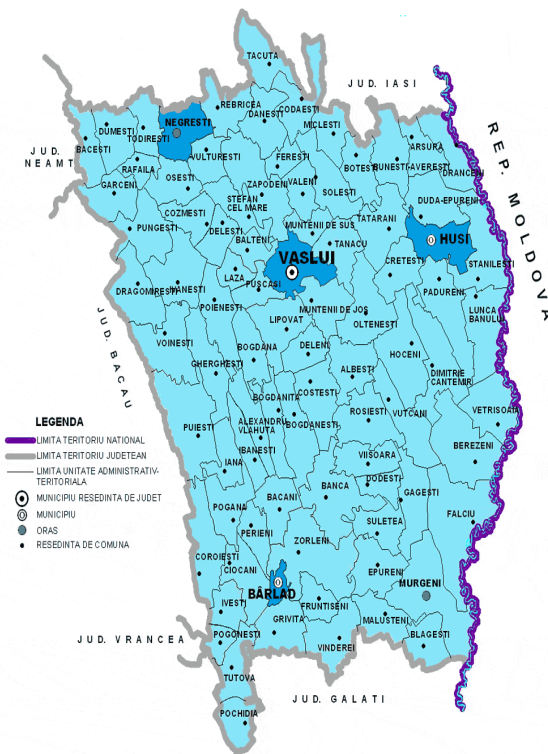 TACUTA
JUD. IASI
REBRICEA
CODAESTI
DANESTI
NEGRESTI
MICLESTI
DUMESTI
TODIRESTI
ARSURA
BACESTI
JUD.
NEAMT
VULTURESTI
RAFAILA
FERESTI
BOTESTI
BUNESTI-AVERESTI
DRANCENI
REP. MOLDOVA
GARCENI
OSESTI
ZAPODENI
VALENI
SOLESTI
STEFAN
CEL MARE
DUDA-EPURENI
COZMESTI
TATARANI
PUNGESTI
DELESTI
MUNTENII DE SUS
BALTENI
TANACU
HUSI
VASLUI
STANILESTI
LAZA
CRETESTI
PUSCASI
PADURENI
DRAGOMIRESTI
IVANESTI
POIENESTI
MUNTENII DE JOS
LUNCA
BANULUI
LIPOVAT
OLTENESTI
JUD. BACAU
VOINESTI
BOGDANA
DELENI
HOCENI
GHERGHESTI
ALBESTI
DIMITRIE
CANTEMIR
COSTESTI
BOGDANITA
ROSIESTI
VUTCANI
VETRISOAIA
LEGENDA
LIMITA TERITORIU NATIONAL
LIMITA TERITORIU JUDETEAN
LIMITA UNITATE ADMINISTRATIV-
TERITORIALA
MUNICIPIU RESEDINTA DE JUDET
MUNICIPIU
ORAS
RESEDINTA DE COMUNA
ALEXANDRU
VLAHUTA
BOGDANESTI
PUIESTI
IBANESTI
VIISOARA
BEREZENI
IANA
BANCA
DODESTI
GAGESTI
POGANA
BACANI
FALCIU
PERIENI
SULETEA
ZORLENI
COROIESTI
CIOCANI
EPURENI
MURGENI
BÂRLAD
IVESTI
FRUNTISENI
GRIVITA
MALUSTENI
JUD. VRANCEA
POGONESTI
VINDEREI
BLAGESTI
TUTOVA
JUD. GALATI
POCHIDIA